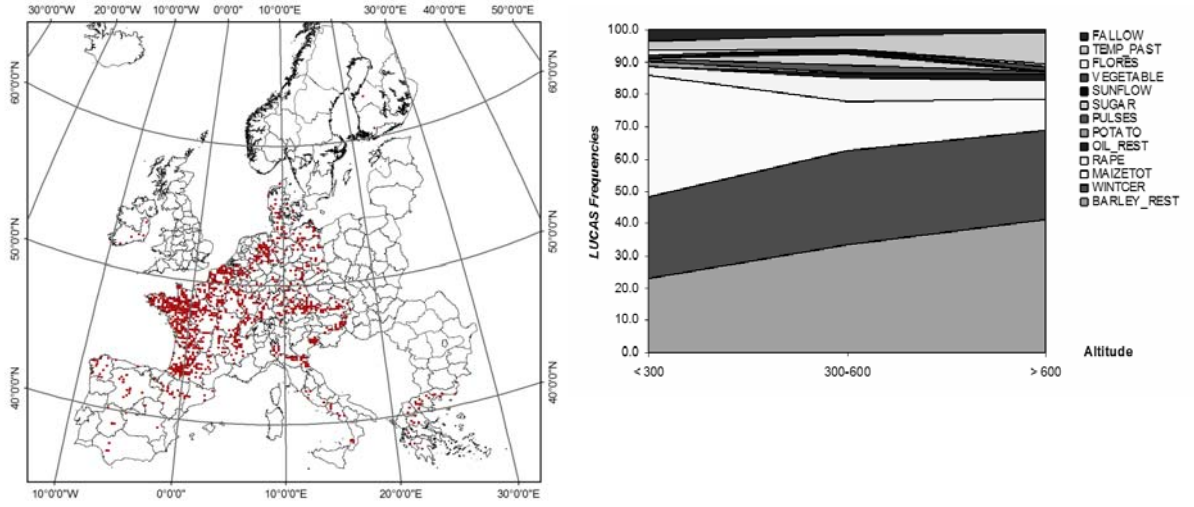 30°0'0"W 20°0'0"W 10°0'0"W 0°0'0" 10°0'0"E 30°0'0"E 40°0'0"E 50°0'0"E
60°0'0"N
60°0'0"N
50°0'0"N
50°0'0"N
40°0'0"N
40°0'0"N
10°0'0"W 0°0'0" 10°0'0"E 20°0'0"E 30°0'0"E
LUCAS Frequencies
100.0
90.0
80.0
70.0
60.0
50.0
40.0
30.0
20.0
10.0
0.0
<300 300-600 >600
Altitude
FALLOW
TEMP_PAST
FLORES
VEGETABLE
SUNFLOW
SUGAR
PULSES
POTATO
OIL_REST
RAPE
MAIZETOT
WINTCER
BARLEY_REST